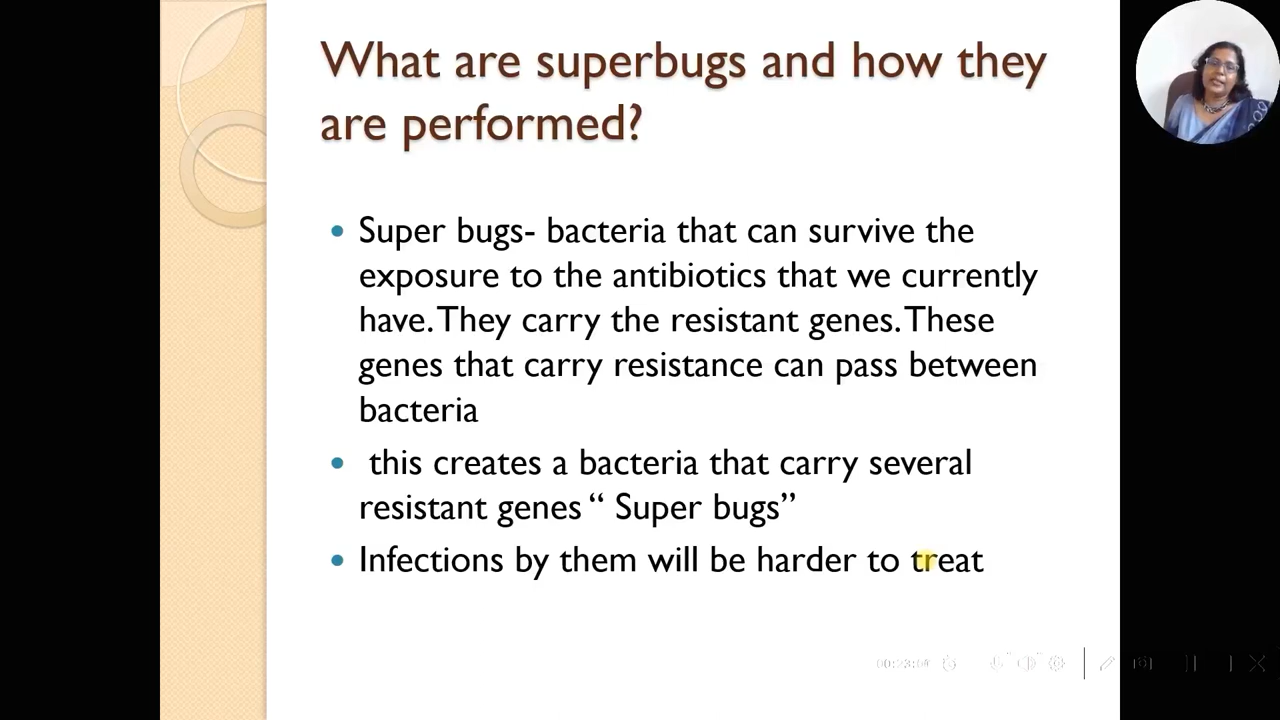 What are superbugs and how they
are performed?
• Super bugs- bacteria that can survive the
exposure to the antibiotics that we currently
have. They carry the resistant genes. These
genes that carry resistance can pass between
bacteria
• this creates a bacteria that carry several
resistant genes “ Super bugs”
• Infections by them will be harder to treat